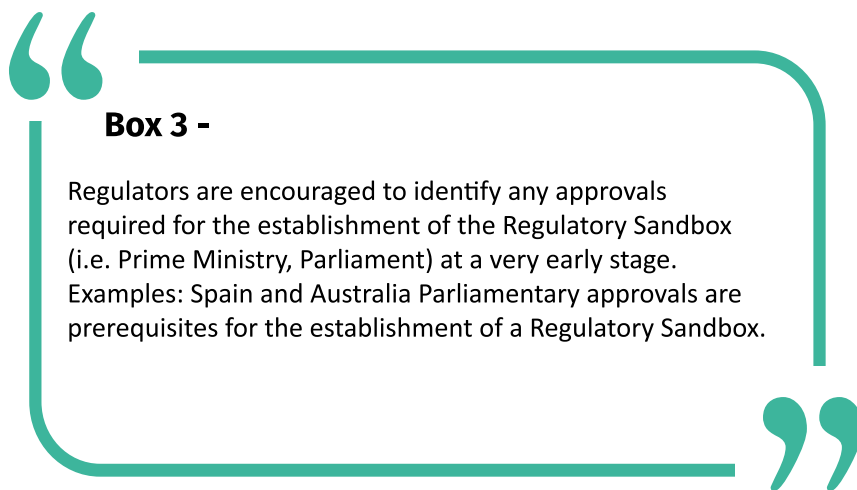 Box 3 -
Regulators are encouraged to identify any approvals
required for the establishment of the Regulatory Sandbox
(i.e. Prime Ministry, Parliament) at a very early stage.
Examples: Spain and Australia Parliamentary approvals are
prerequisites for the establishment of a Regulatory Sandbox.